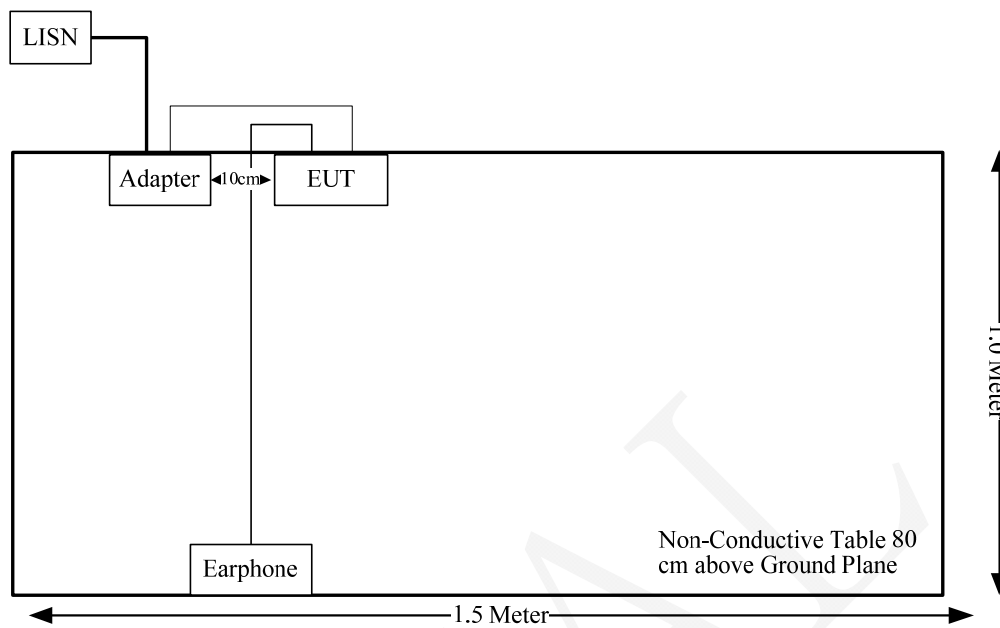 LISN
Adapter
10cm
EUT
1.0 Meter
Earphone
Non-Conductive Table 80
cm above Ground Plane
1.5 Meter